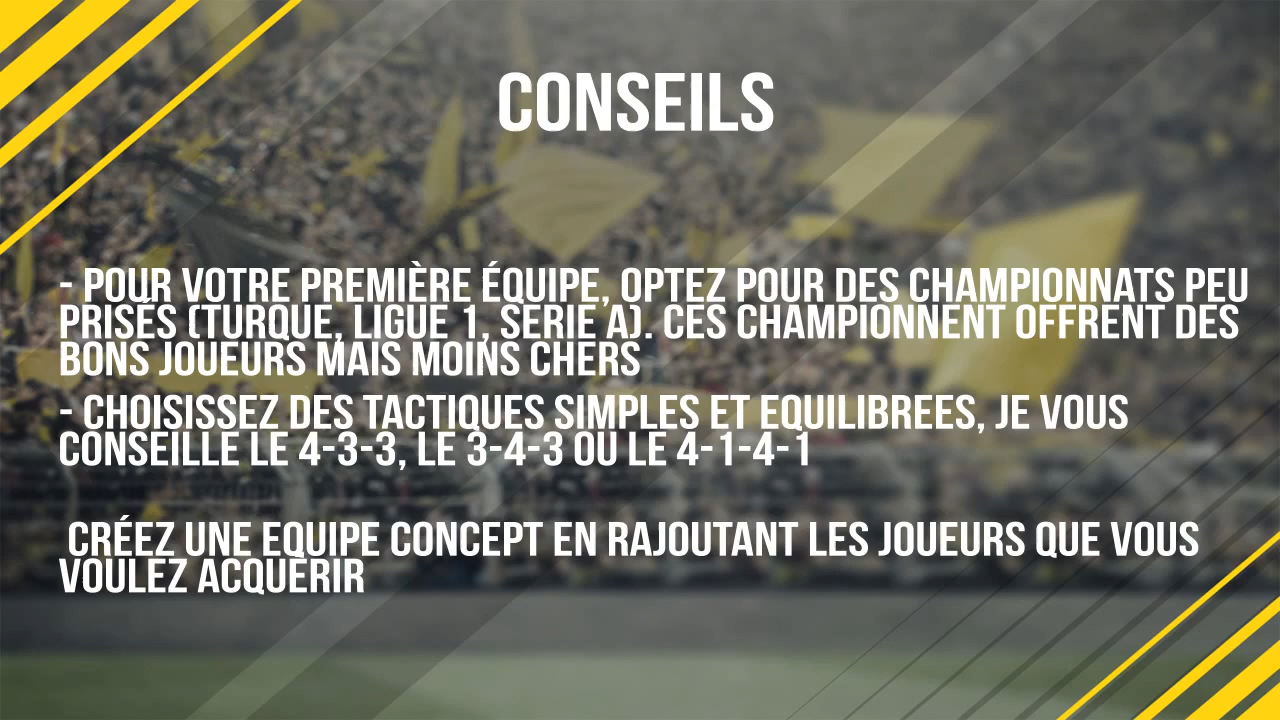 CONSEILS
- POUR VOTRE PREMIÈRE ÉQUIPE, OPTEZ POUR DES CHAMPIONNATS PEU
PRISÉS (TURQUE, LIGUE 1, SERIE A). CES CHAMPIONNENT OFFRENT DES
BONS JOUEURS MAIS MOINS CHERS
- CHOISISSEZ DES TACTIQUES SIMPLES ET EQUILIBREES, JE VOUS
CONSEILLE LE 4-3-3, LE 3-4-3 OU LE 4-1-4-1
CRÉEZ UNE EQUIPE CONCEPT EN RAJOUTANT LES JOUEURS QUE VOUS
VOULEZ ACQUÉRIR